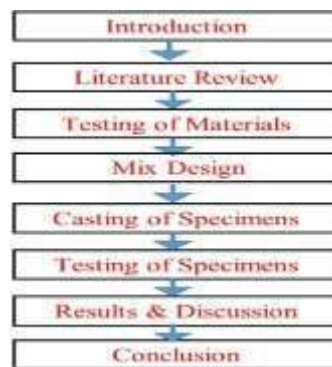 Introduction
Literature Review
Testing of Materials
Mix Design
Casting of Specimens
Testing of Specimens
Results & Discussion
Conclusion